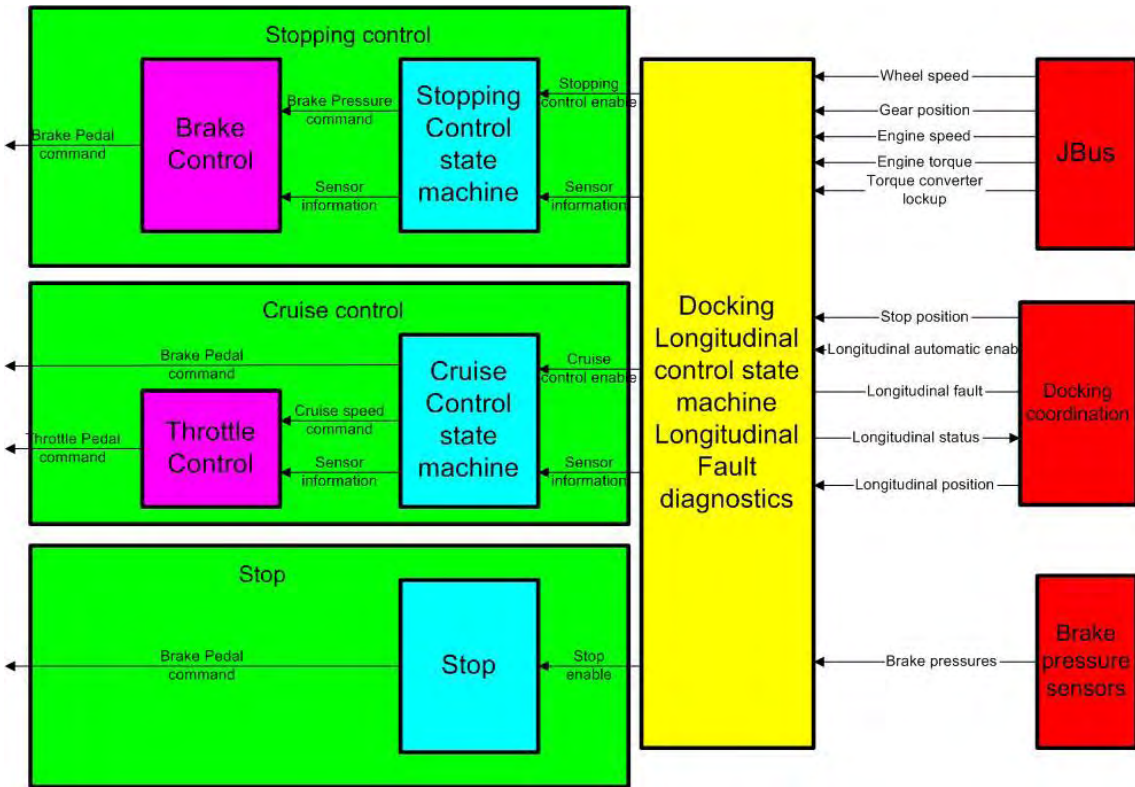 Stopping control
Brake Pedal
command
Brake
Control
Brake Pressure
command
Sensor
information
Stopping
Control
state
machine
Stopping
control enable
Sensor
information
Cruise control
Brake Pedal
command
Throttle Pedal
command
Throttle
Control
Cruise speed
command
Sensor
information
Cruise
Control
state
machine
Cruise
control enable
Sensor
information
Stop
Brake Pedal
command
Stop
Stop
enable
Docking
Longitudinal
control state
machine
Longitudinal
Fault
diagnostics
Wheel speed
Gear position
Engine speed
Engine torque
Torque converter
lockup
JBus
Stop position
Longitudinal automatic enab
Longitudinal fault
Longitudinal status
Longitudinal position
Docking
coordination
Brake pressures
Brake
pressure
sensors